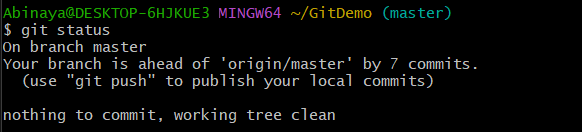 Abinaya@DESKTOP-6HJKUE3 MINGW64 ~/GitDemo (master)
$ git status
On branch master
Your branch is ahead of 'origin/master' by 7 commits.
  (use "git push" to publish your local commits)

nothing to commit, working tree clean